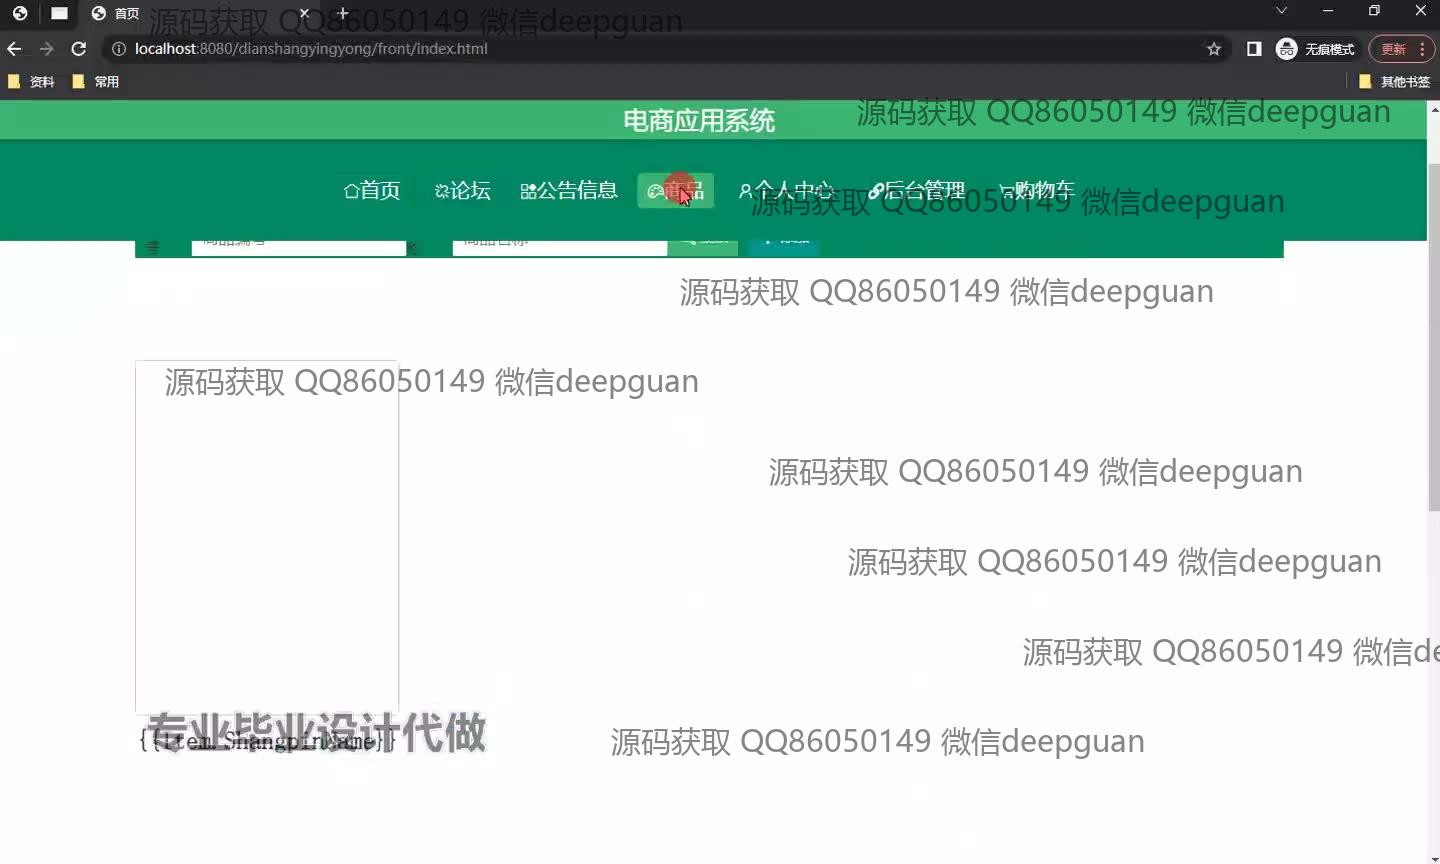 首页
源码获取 QQ86050149 微信deepguan
localhost:8080/dianshangyingyong/front/index.html
无痕模式
更新
资料
常用
其他书签
电商应用系统
源码获取 QQ86050149 微信deepguan
首页
论坛
公告信息
商品
个人中心
后台管理
购物车
源码获取 QQ86050149 微信deepguan
源码获取 QQ86050149 微信deepguan
源码获取 QQ86050149 微信deepguan
源码获取 QQ86050149 微信deepguan
源码获取 QQ86050149 微信deepguan
源码获取 QQ86050149 微信de
专业毕业设计代做
{{item.ShangpinName}}
源码获取 QQ86050149 微信deepguan